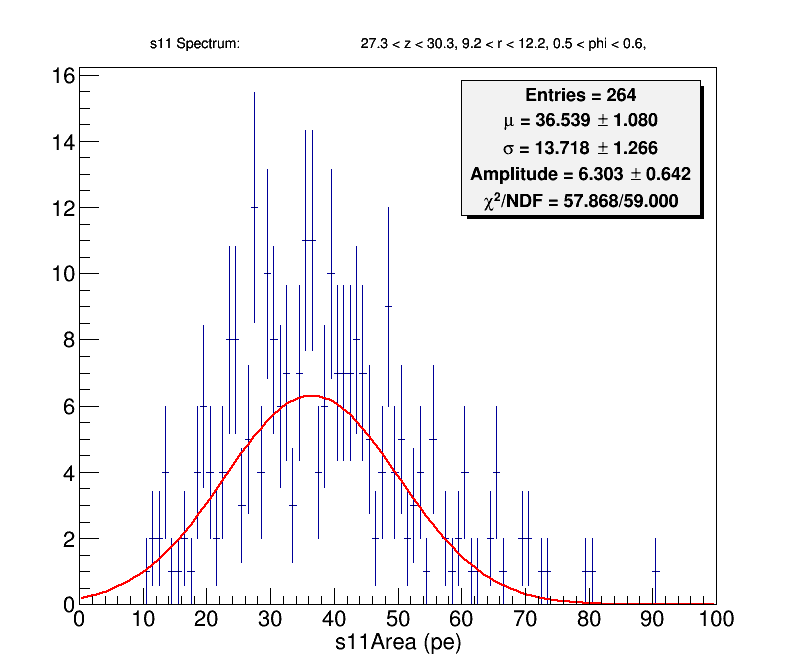 s11 Spectrum: 27.3 < z < 30.3, 9.2 < r < 12.2, 0.5 < phi < 0.6,
Entries = 264
μ = 36.539 ± 1.080
σ = 13.718 ± 1.266
Amplitude = 6.303 ± 0.642
χ²/NDF = 57.868/59.000
16
14
12
10
8
6
4
2
0
0 10 20 30 40 50 60 70 80 90 100
s11Area (pe)